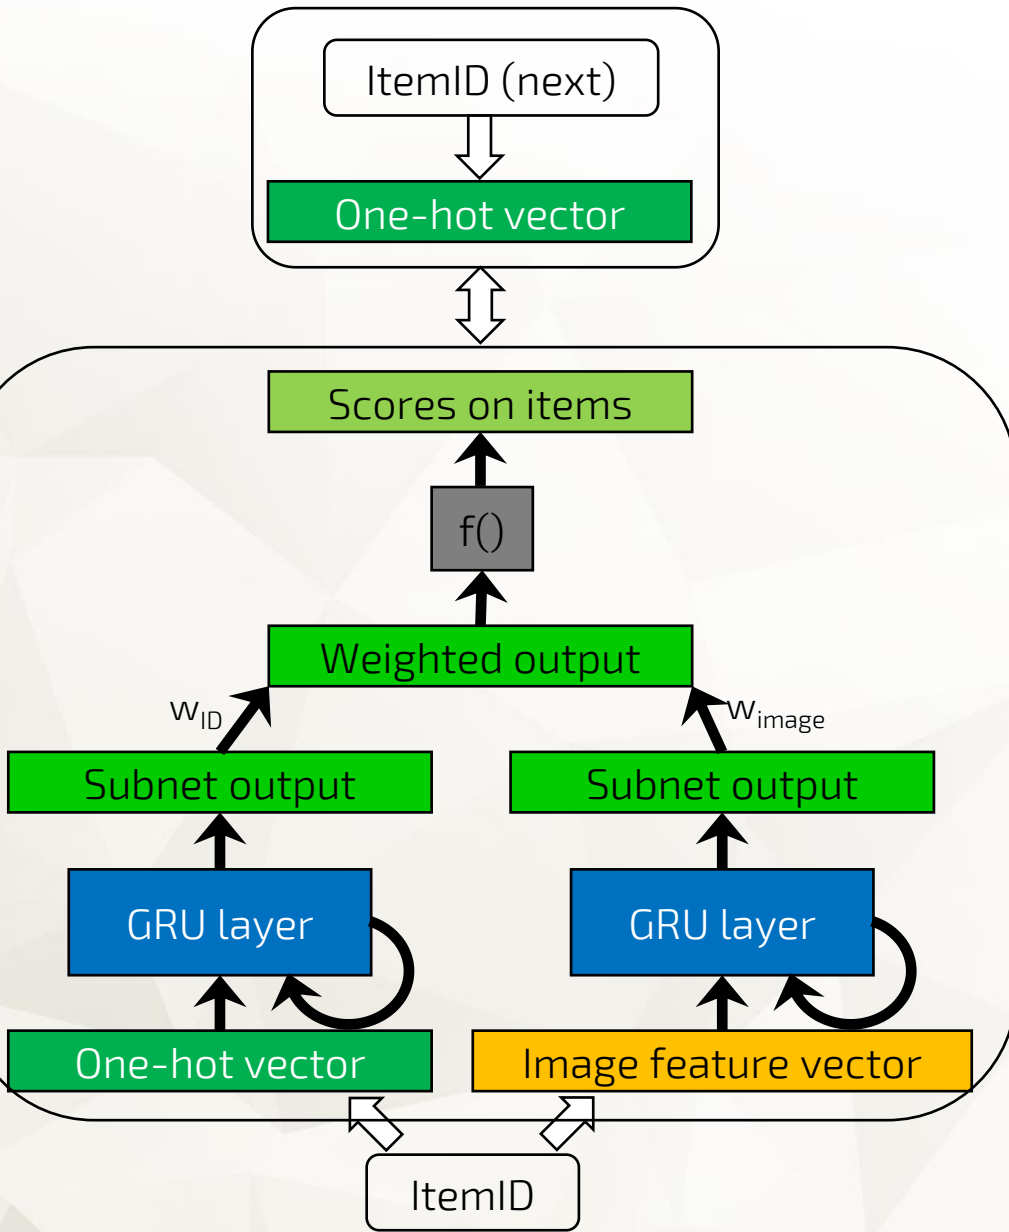 ItemID (next)
One-hot vector
Scores on items
f()
Weighted output
wID
wimage
Subnet output
Subnet output
GRU layer
GRU layer
One-hot vector
Image feature vector
ItemID